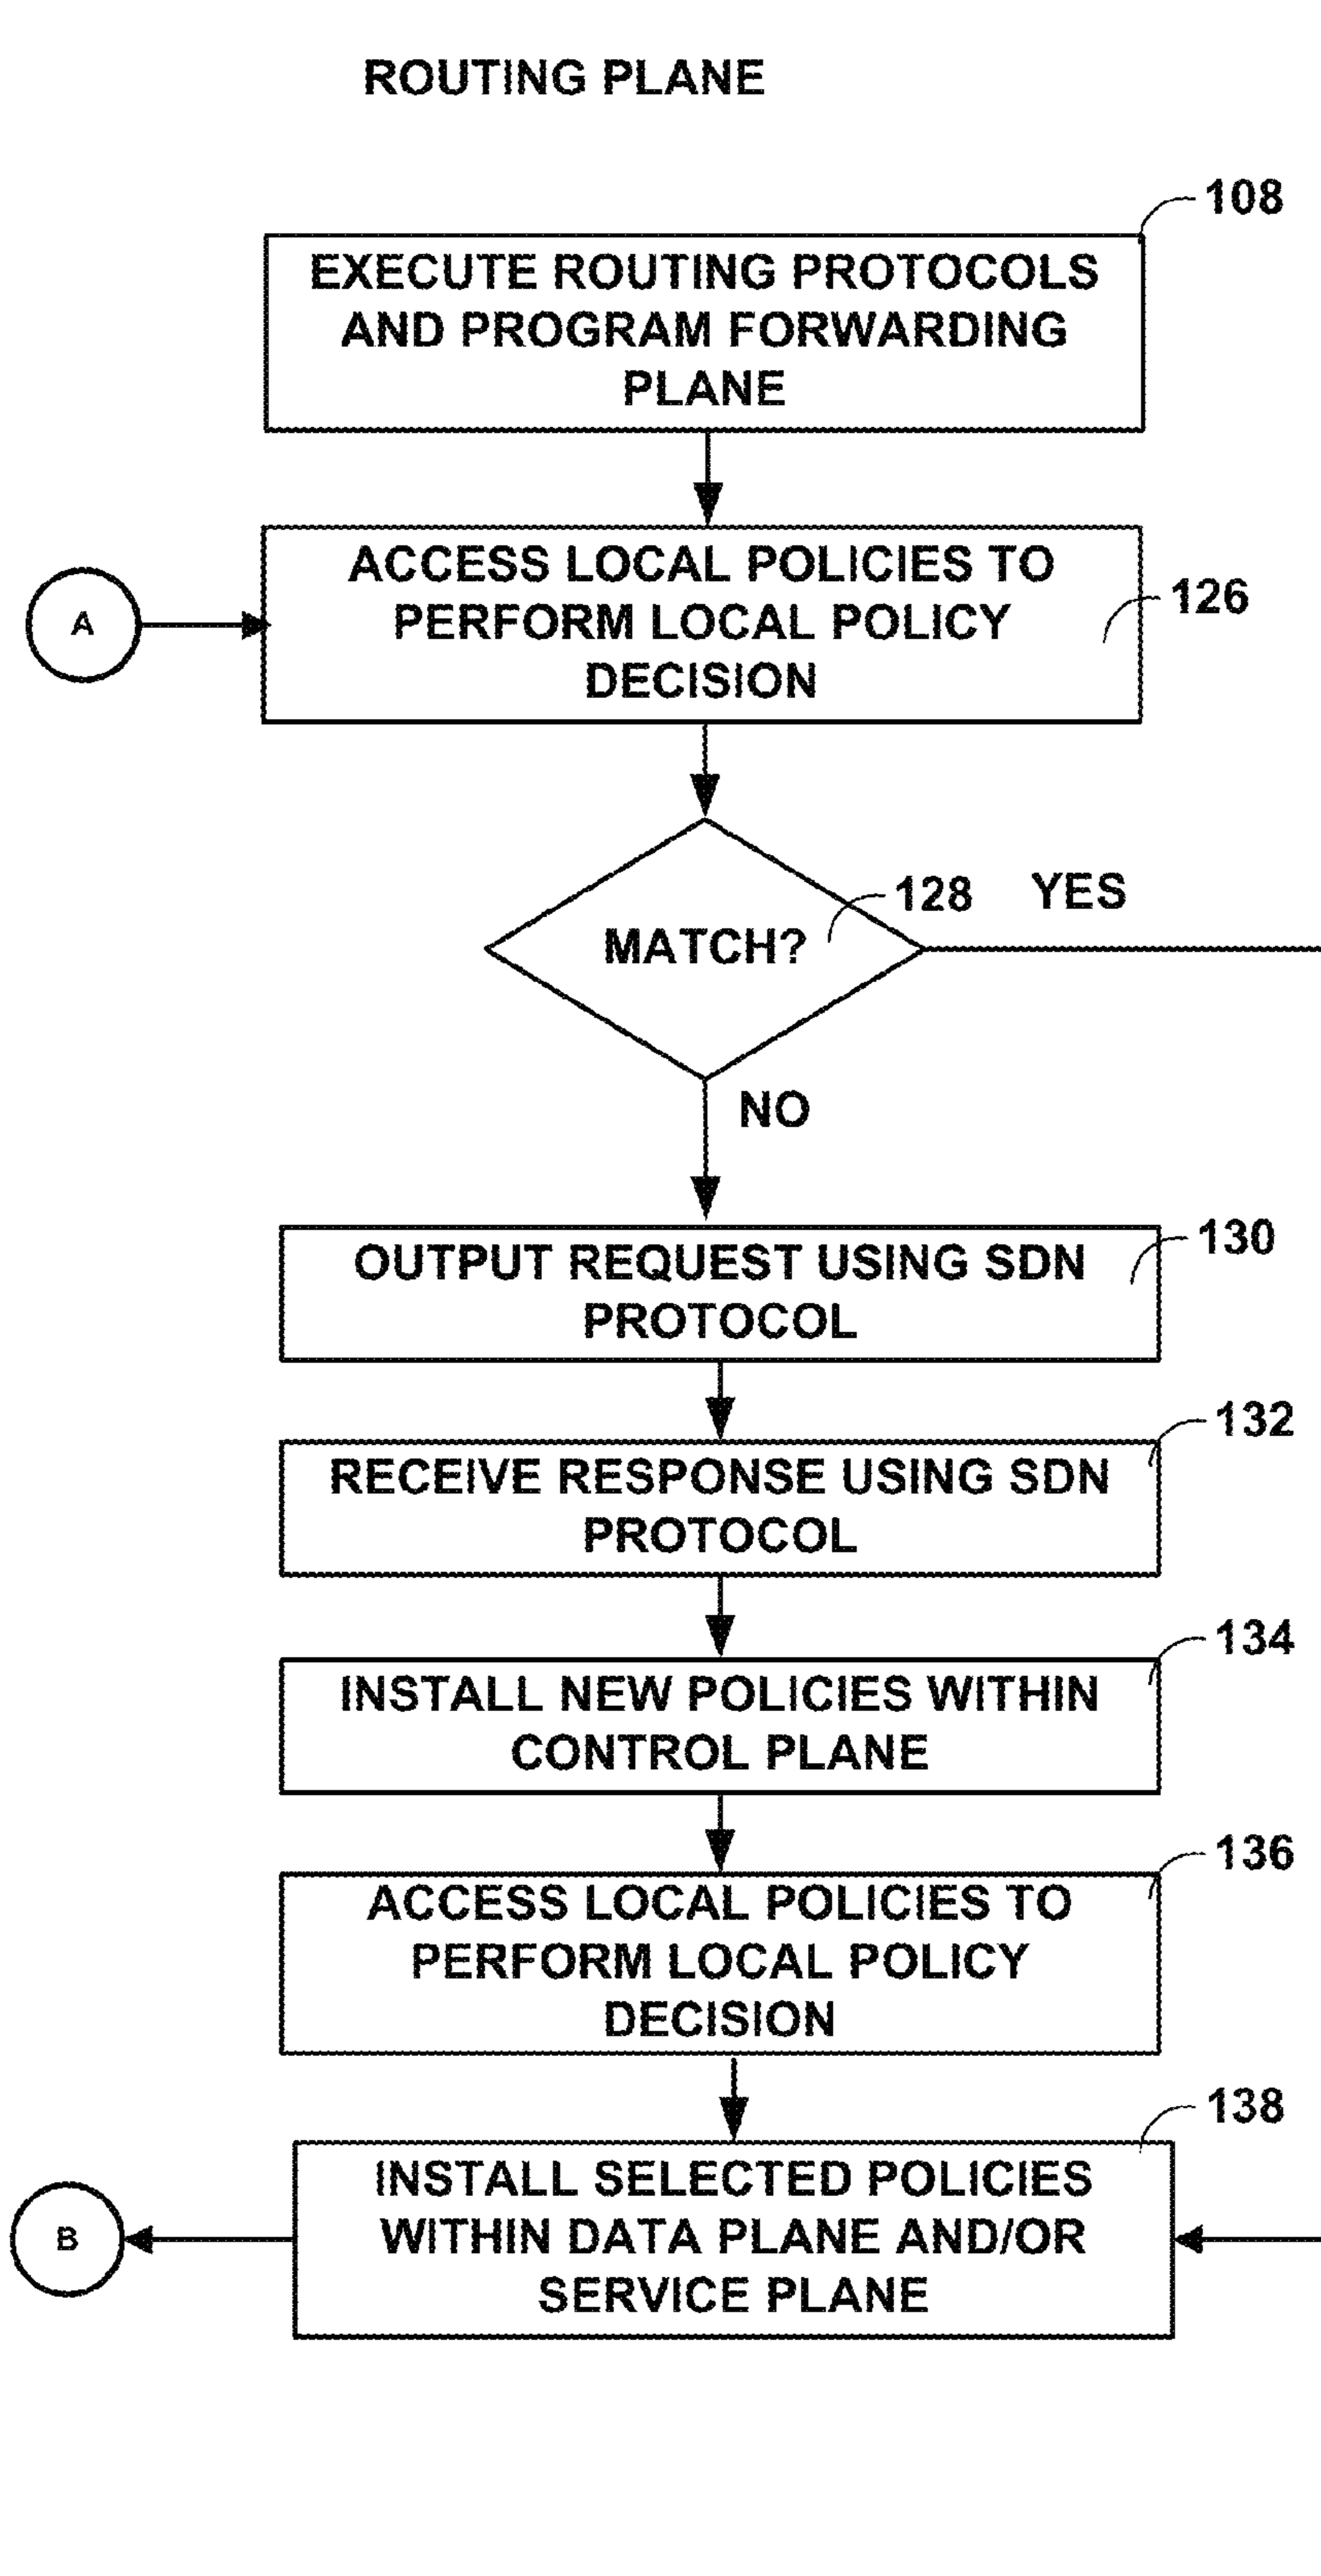 ROUTING PLANE
108
EXECUTE ROUTING PROTOCOLS
AND PROGRAM FORWARDING
PLANE
A
ACCESS LOCAL POLICIES TO
PERFORM LOCAL POLICY
DECISION
126
MATCH?
128
YES
NO
OUTPUT REQUEST USING SDN
PROTOCOL
130
RECEIVE RESPONSE USING SDN
PROTOCOL
132
INSTALL NEW POLICIES WITHIN
CONTROL PLANE
134
ACCESS LOCAL POLICIES TO
PERFORM LOCAL POLICY
DECISION
136
138
INSTALL SELECTED POLICIES
WITHIN DATA PLANE AND/OR
SERVICE PLANE
B